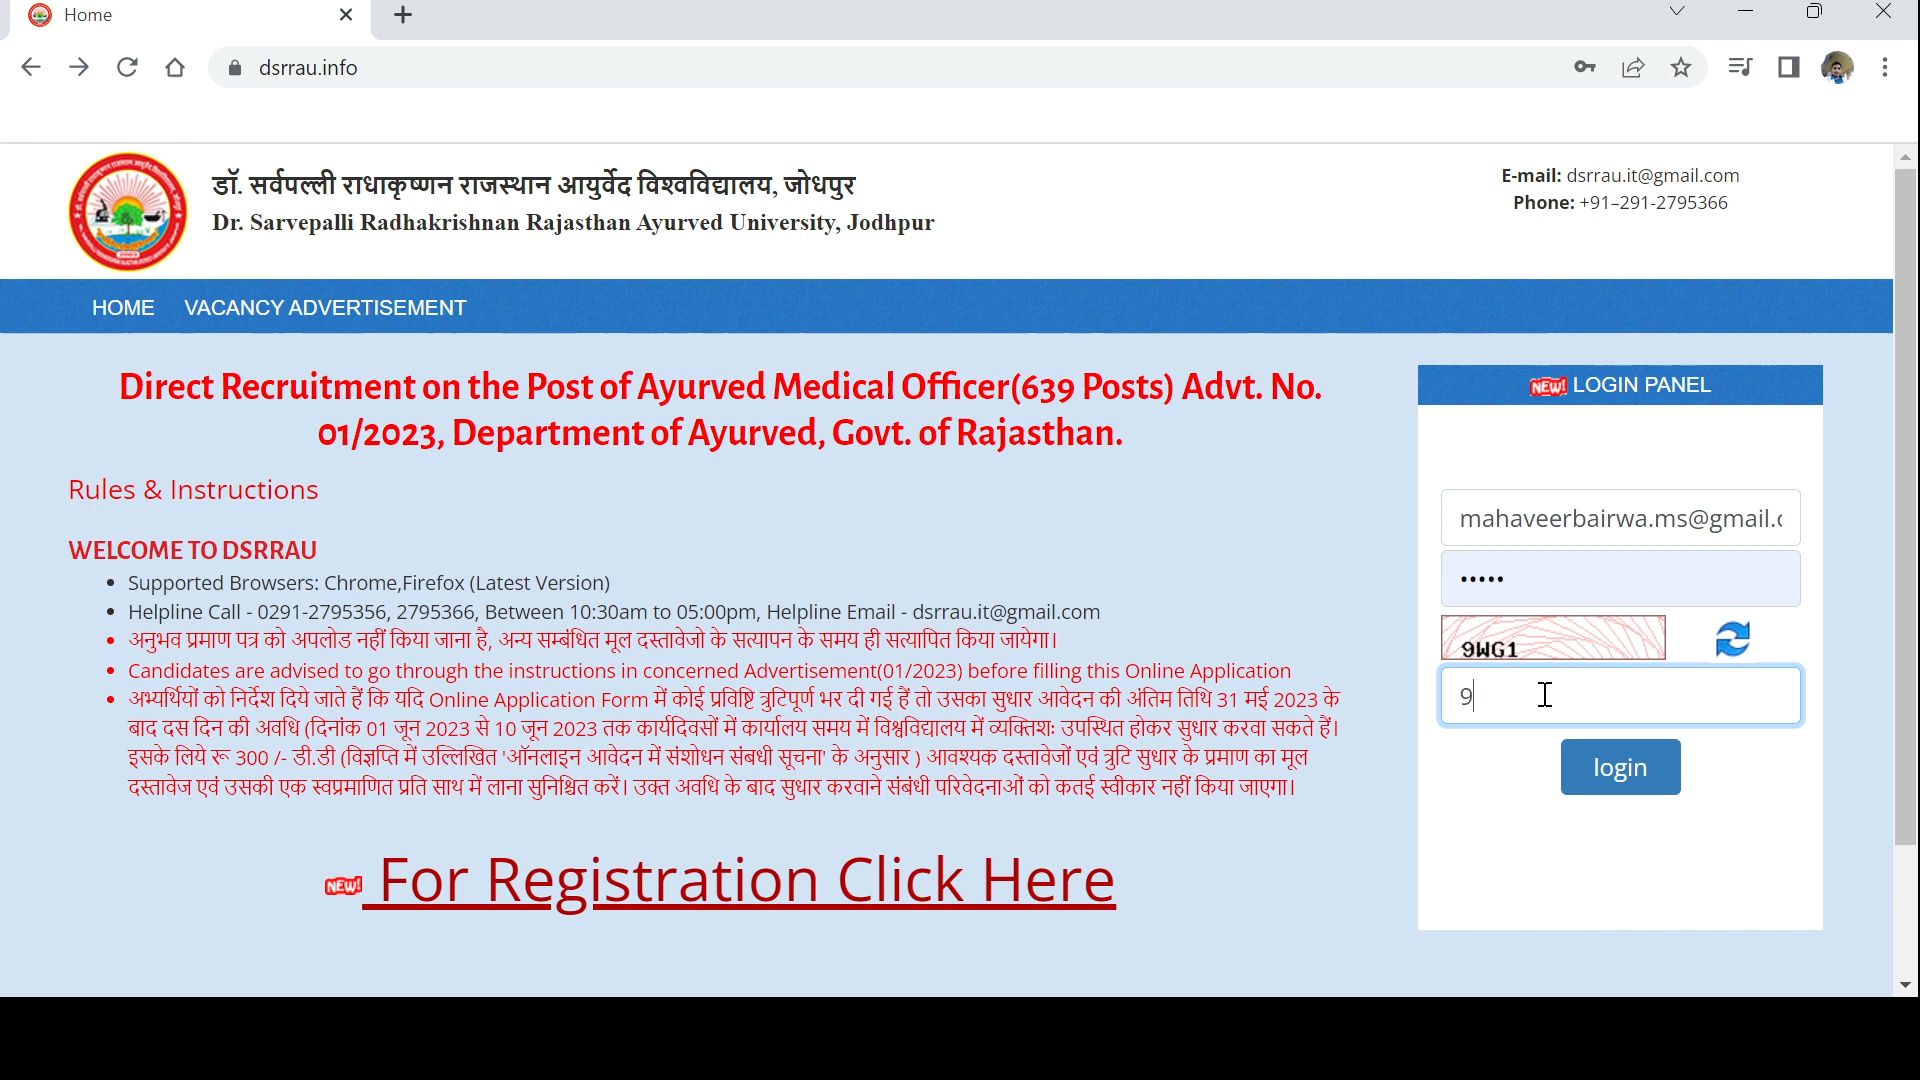 Home
dsrrau.info
डॉ. सर्वपल्ली राधाकृष्णन राजस्थान आयुर्वेद विश्वविद्यालय, जोधपुर
Dr. Sarvepalli Radhakrishnan Rajasthan Ayurved University, Jodhpur
E-mail: dsrrau.it@gmail.com
Phone: +91-291-2795366
HOME VACANCY ADVERTISEMENT
Direct Recruitment on the Post of Ayurved Medical Officer(639 Posts) Advt. No.
01/2023, Department of Ayurved, Govt. of Rajasthan.
Rules & Instructions
WELCOME TO DSRRAU
• Supported Browsers: Chrome,Firefox (Latest Version)
• Helpline Call - 0291-2795356, 2795366, Between 10:30am to 05:00pm, Helpline Email - dsrrau.it@gmail.com
• अनुभव प्रमाण पत्र को अपलोड नहीं किया जाना है, अन्य सम्बंधित मूल दस्तावेजो के सत्यापन के समय ही सत्यापित किया जायेगा।
• Candidates are advised to go through the instructions in concerned Advertisement(01/2023) before filling this Online Application
• अभ्यर्थियों को निर्देश दिये जाते हैं कि यदि Online Application Form में कोई प्रविष्टि त्रुटिपूर्ण भर दी गई हैं तो उसका सुधार आवेदन की अंतिम तिथि 31 मई 2023 के
बाद दस दिन की अवधि (दिनांक 01 जून 2023 से 10 जून 2023 तक कार्यदिवसों में कार्यालय समय में विश्वविद्यालय में व्यक्तिशः उपस्थित होकर सुधार करवा सकते हैं।
इसके लिये रू 300 /- डी.डी (विज्ञप्ति में उल्लिखित 'ऑनलाइन आवेदन में संशोधन संबधी सूचना' के अनुसार ) आवश्यक दस्तावेजों एवं त्रुटि सुधार के प्रमाण का मूल
दस्तावेज एवं उसकी एक स्वप्रमाणित प्रति साथ में लाना सुनिश्चित करें। उक्त अवधि के बाद सुधार करवाने संबंधी परिवेदनाओं को कतई स्वीकार नहीं किया जाएगा।
NEW! For Registration Click Here
NEW! LOGIN PANEL
mahaveerbairwa.ms@gmail.c
•••••
9WG1
9
login